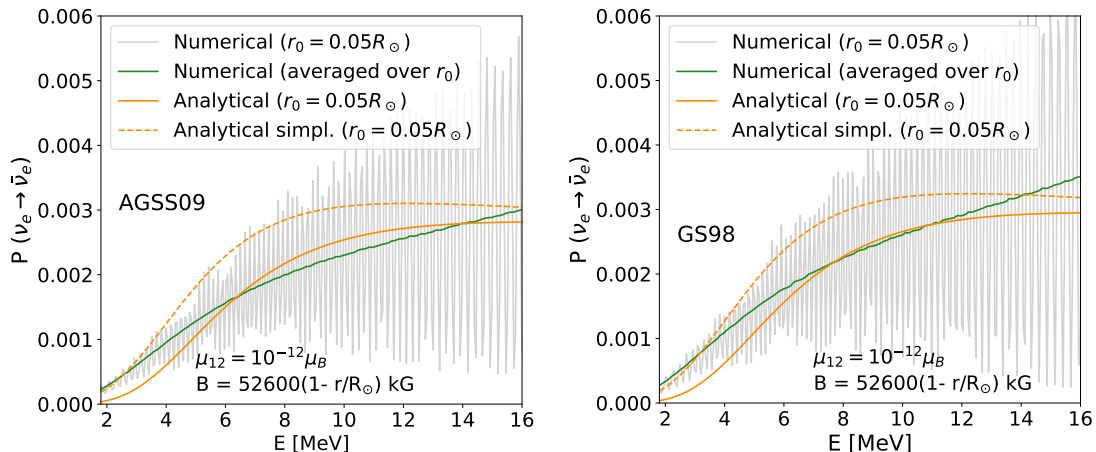 0.006
0.005
0.004
0.003
0.002
0.001
0.000
P (νₑ → ν̄ₑ)
Numerical (r₀ = 0.05R☉)
Numerical (averaged over r₀)
Analytical (r₀ = 0.05R☉)
Analytical simpl. (r₀ = 0.05R☉)
AGSS09
μ₁₂ = 10⁻¹²μ_B
B = 52600(1- r/R☉) kG
2 4 6 8 10 12 14 16
E [MeV]
0.006
0.005
0.004
0.003
0.002
0.001
0.000
P (νₑ → ν̄ₑ)
Numerical (r₀ = 0.05R☉)
Numerical (averaged over r₀)
Analytical (r₀ = 0.05R☉)
Analytical simpl. (r₀ = 0.05R☉)
GS98
μ₁₂ = 10⁻¹²μ_B
B = 52600(1- r/R☉) kG
2 4 6 8 10 12 14 16
E [MeV]